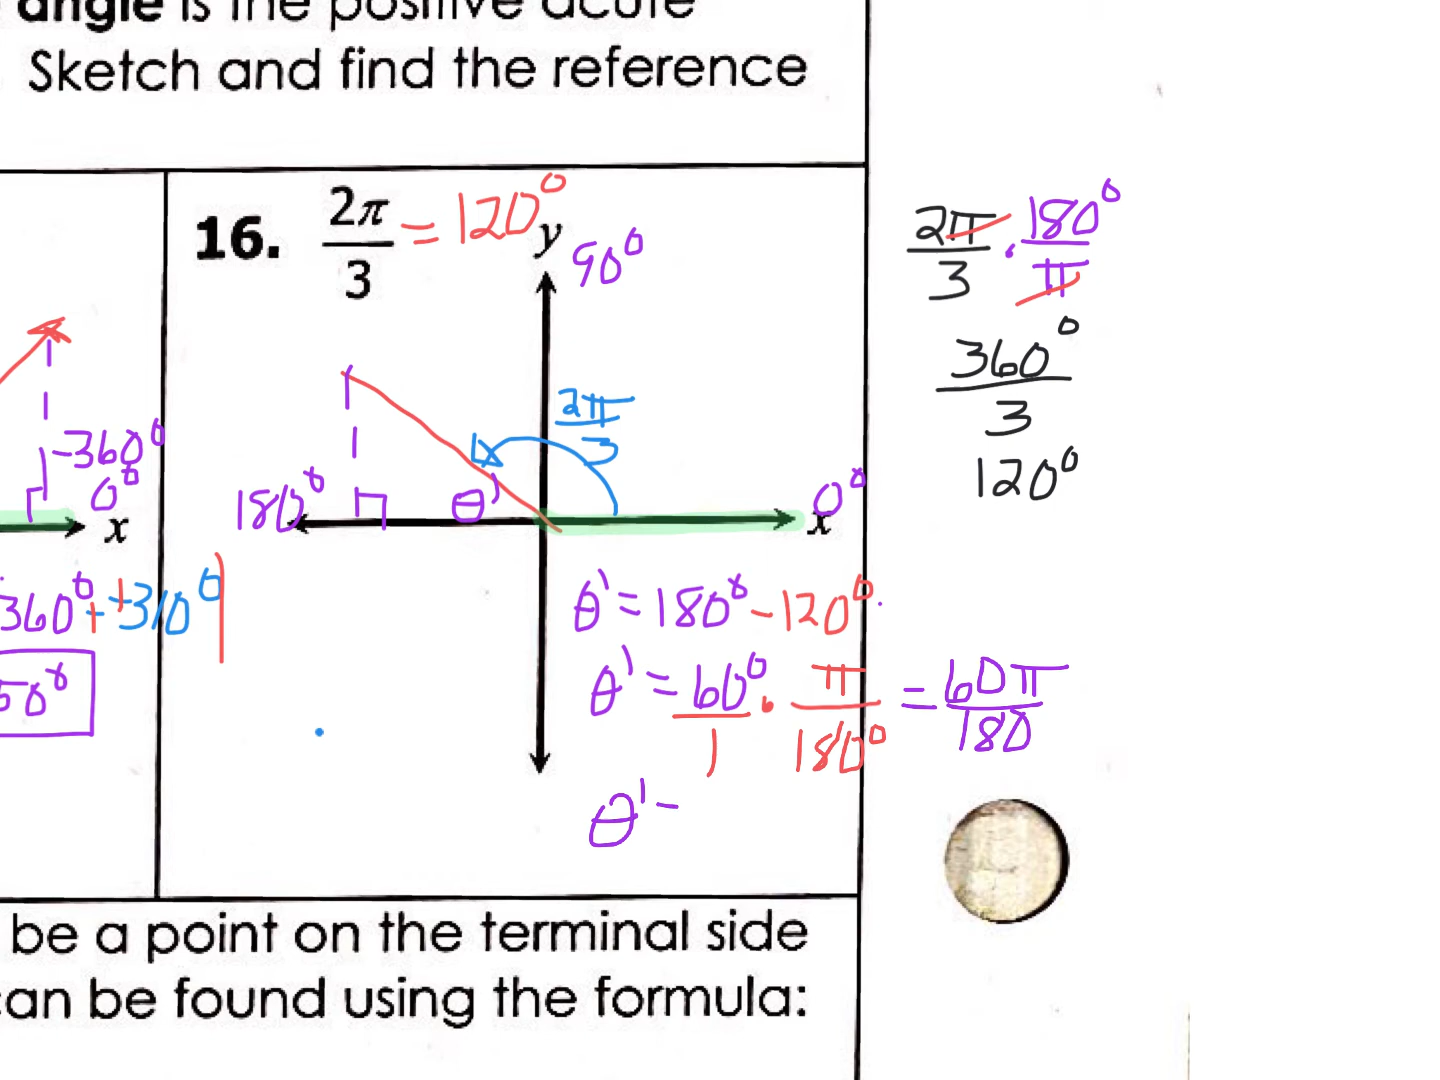 angle is the positive acute
Sketch and find the reference
16. 2π/3 = 120°
y
90°
2π/3 · 180°/π
360°/3
120°
2π/3
-360°
0°
x
180°
θ'
0°
x
360° + +310°
50°
θ' = 180° - 120°
θ' = 60°/1 · π/180° = 60π/180
θ' -
be a point on the terminal side
can be found using the formula: